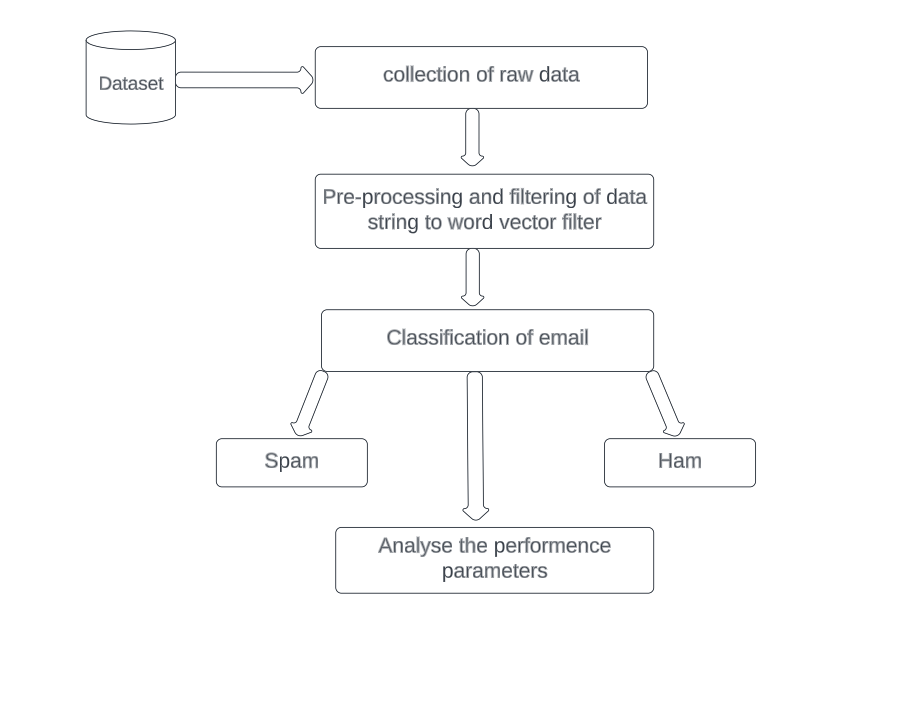 Dataset
collection of raw data
Pre-processing and filtering of data
string to word vector filter
Classification of email
Spam
Ham
Analyse the performence
parameters